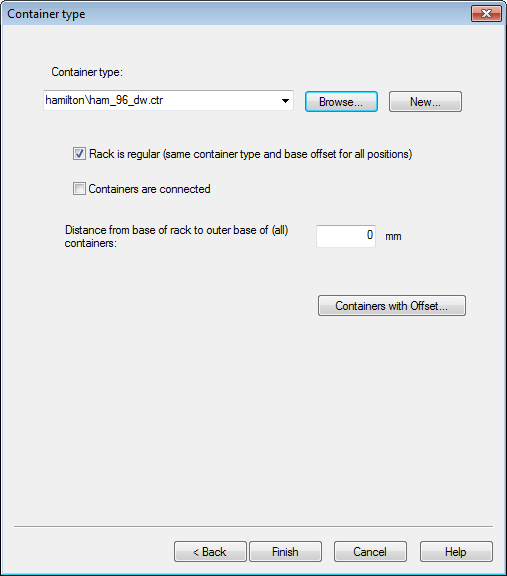 Container type
Container type:
hamilton\ham_96_dw.ctr
Browse...
New...
Rack is regular (same container type and base offset for all positions)
Containers are connected
Distance from base of rack to outer base of (all)
containers:
0
mm
Containers with Offset...
< Back
Finish
Cancel
Help